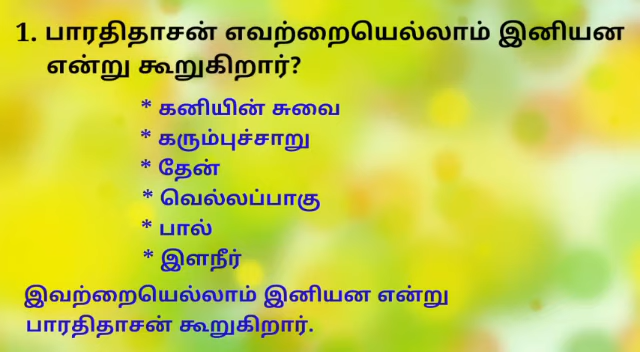 1. பாரதிதாசன் எவற்றையெல்லாம் இனியன
என்று கூறுகிறார்?
* கனியின் சுவை
* கரும்புச்சாறு
* தேன்
* வெல்லப்பாகு
* பால்
* இளநீர்
இவற்றையெல்லாம் இனியன என்று
பாரதிதாசன் கூறுகிறார்.